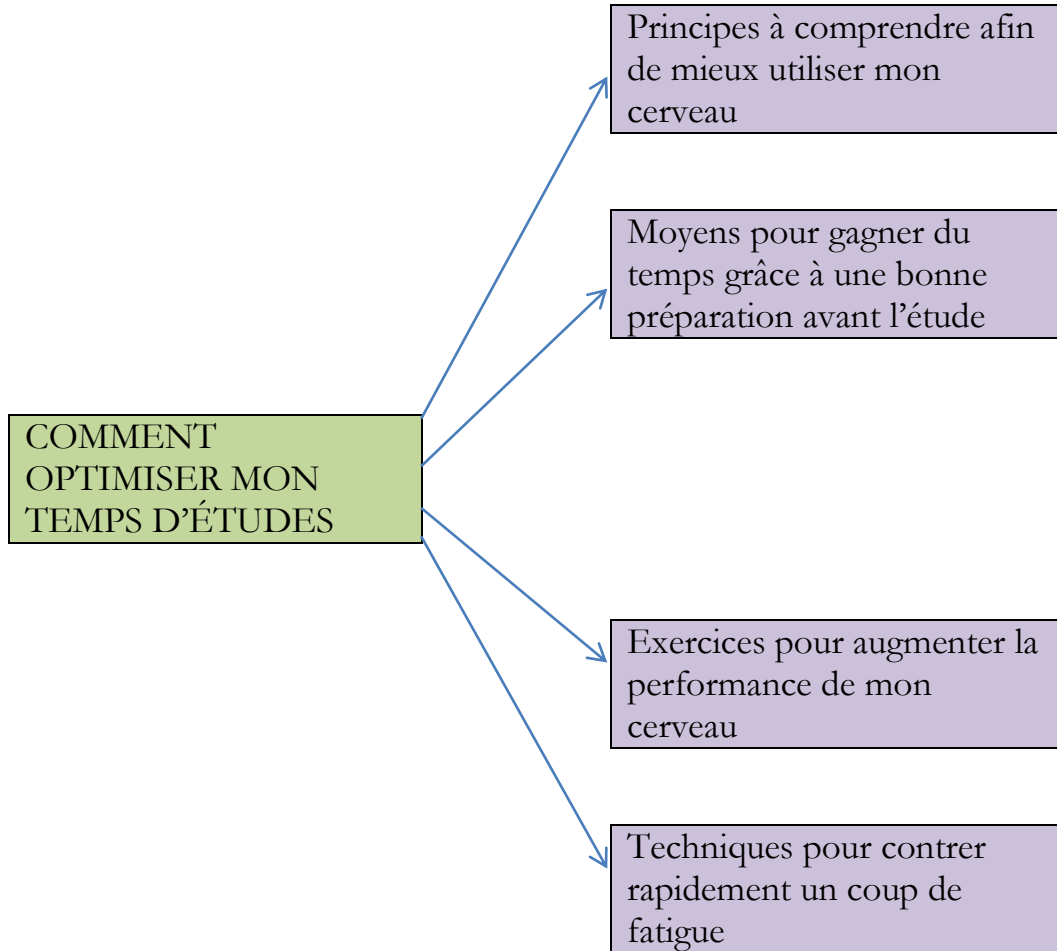 Principes à comprendre afin
de mieux utiliser mon
cerveau
Moyens pour gagner du
temps grâce à une bonne
préparation avant l’étude
COMMENT
OPTIMISER MON
TEMPS D’ÉTUDES
Exercices pour augmenter la
performance de mon
cerveau
Techniques pour contrer
rapidement un coup de
fatigue